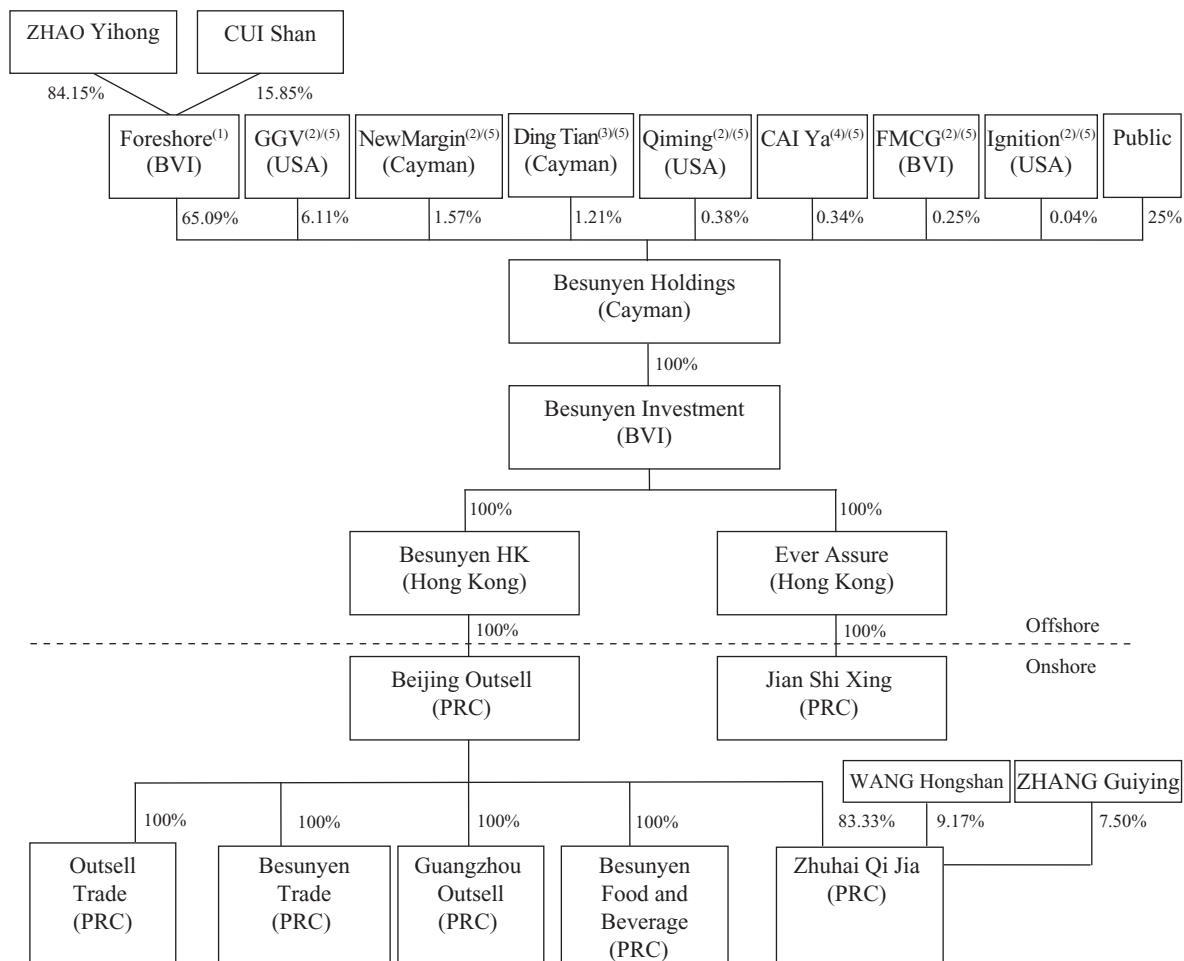 ZHAO Yihong
CUI Shan
84.15%
15.85%
Foreshore(1)
(BVI)
GGV(2)/(5)
(USA)
NewMargin(2)/(5)
(Cayman)
Ding Tian(3)/(5)
(Cayman)
Qiming(2)/(5)
(USA)
CAI Ya(4)/(5)
FMCG(2)/(5)
(BVI)
Ignition(2)/(5)
(USA)
Public
65.09%
6.11%
1.57%
1.21%
0.38%
0.34%
0.25%
0.04%
25%
Besunyen Holdings
(Cayman)
100%
Besunyen Investment
(BVI)
100%
100%
Besunyen HK
(Hong Kong)
Ever Assure
(Hong Kong)
100%
100%
Offshore
Onshore
Beijing Outsell
(PRC)
Jian Shi Xing
(PRC)
WANG Hongshan
ZHANG Guiying
100%
100%
100%
100%
83.33%
9.17%
7.50%
Outsell
Trade
(PRC)
Besunyen
Trade
(PRC)
Guangzhou
Outsell
(PRC)
Besunyen
Food and
Beverage
(PRC)
Zhuhai Qi Jia
(PRC)